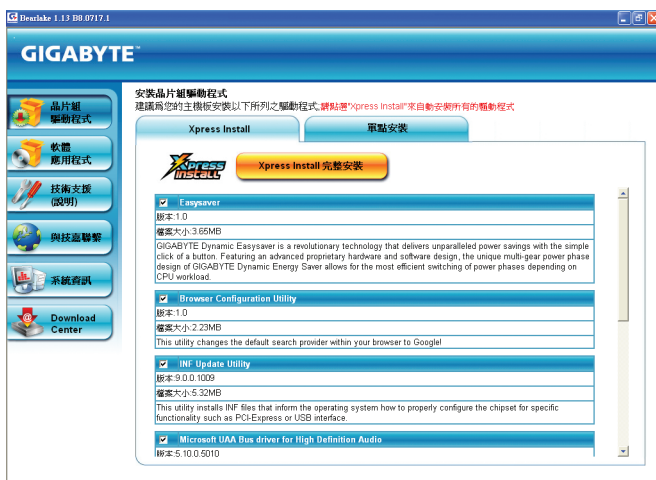 Bearlake 1.13 B8.0717.1
GIGABYTE™
晶片組
驅動程式
軟體
應用程式
技術支援
(說明)
與技嘉聯繫
系統資訊
Download
Center
安裝晶片組驅動程式
建議為您的主機板安裝以下所列之驅動程式;請點選"Xpress Install"來自動安裝所有的驅動程式
Xpress Install
單點安裝
Xpress
INSTALL
Xpress Install 完整安裝
Easysaver
版本:1.0
檔案大小:3.65MB
GIGABYTE Dynamic Easysaver is a revolutionary technology that delivers unparalleled power savings with the simple
click of a button. Featuring an advanced proprietary hardware and software design, the unique multi-gear power phase
design of GIGABYTE Dynamic Energy Saver allows for the most efficient switching of power phases depending on
CPU workload.
Browser Configuration Utility
版本:1.0
檔案大小:2.23MB
This utility changes the default search provider within your browser to Google!
INF Update Utility
版本:9.0.0.1009
檔案大小:5.32MB
This utility installs INF files that inform the operating system how to properly configure the chipset for specific
functionality such as PCI-Express or USB interface.
Microsoft UAA Bus driver for High Definition Audio
版本:5.10.0.5010